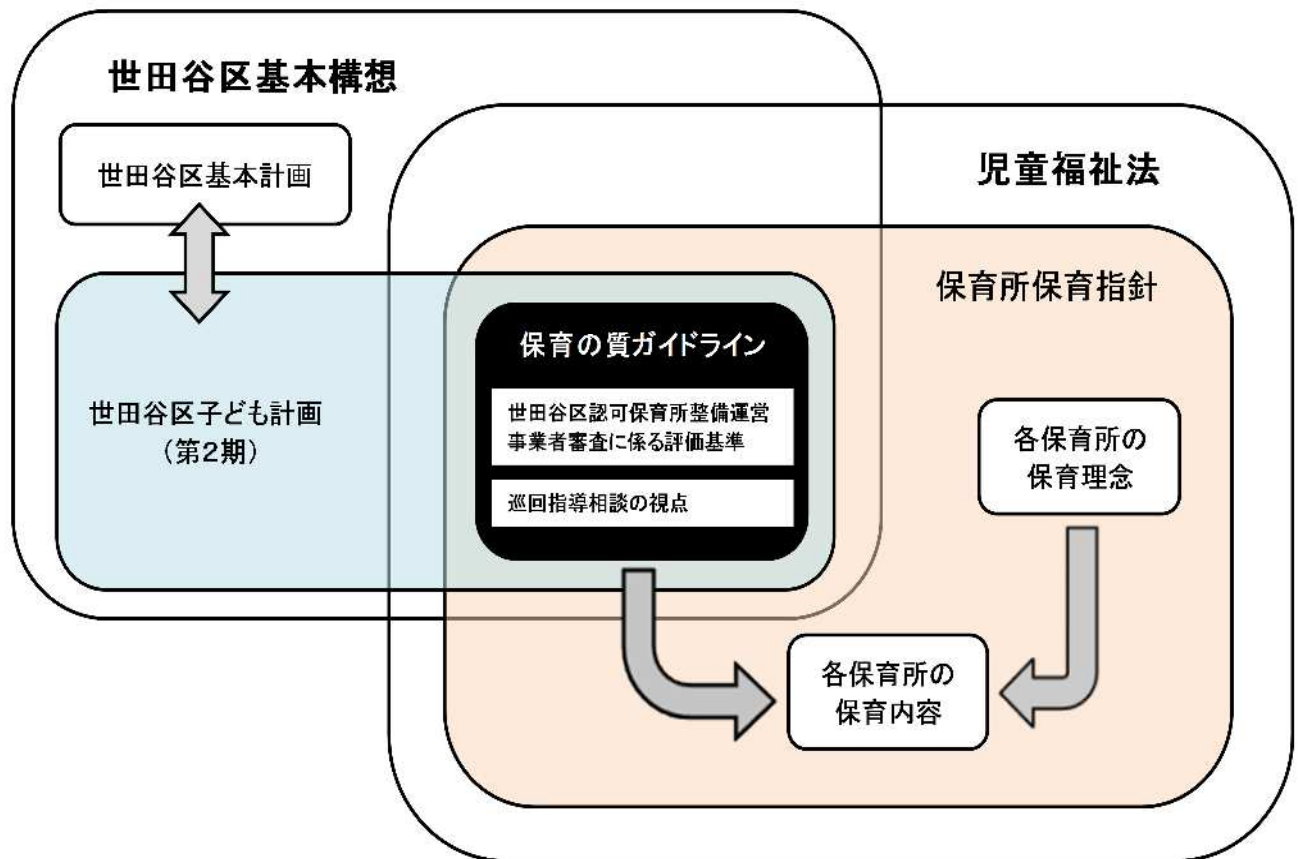 世田谷区基本構想
世田谷区基本計画
世田谷区子ども計画
（第2期）
児童福祉法
保育所保育指針
保育の質ガイドライン
世田谷区認可保育所整備運営
事業者審査に係る評価基準
巡回指導相談の視点
各保育所の
保育理念
各保育所の
保育内容